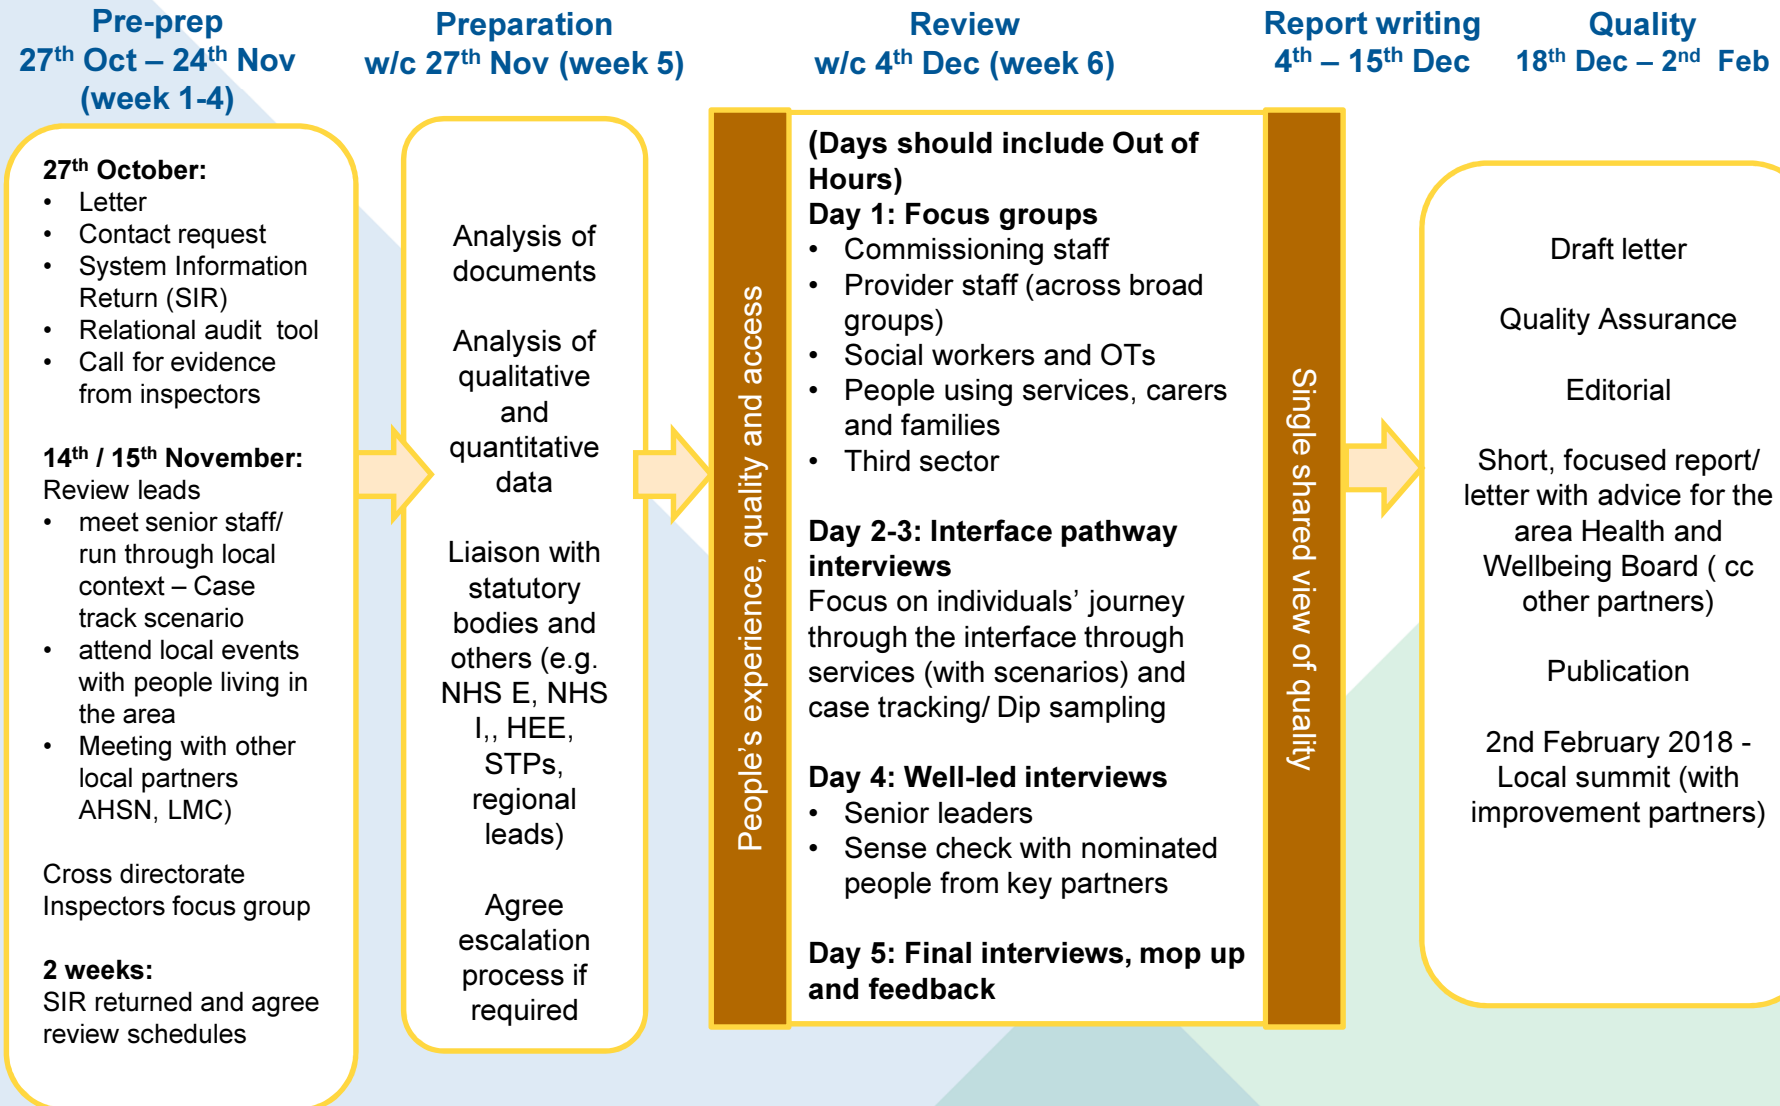 Pre-prep
27th Oct – 24th Nov
(week 1-4)
27th October:
• Letter
• Contact request
• System Information
Return (SIR)
• Relational audit tool
• Call for evidence
from inspectors
14th / 15th November:
Review leads
• meet senior staff/
run through local
context – Case
track scenario
• attend local events
with people living in
the area
• Meeting with other
local partners
AHSN, LMC)
Cross directorate
Inspectors focus group
2 weeks:
SIR returned and agree
review schedules
Preparation
w/c 27th Nov (week 5)
Analysis of
documents
Analysis of
qualitative
and
quantitative
data
Liaison with
statutory
bodies and
others (e.g.
NHS E, NHS
I,, HEE,
STPs,
regional
leads)
Agree
escalation
process if
required
People's experience, quality and access
Review
w/c 4th Dec (week 6)
(Days should include Out of
Hours)
Day 1: Focus groups
• Commissioning staff
• Provider staff (across broad
groups)
• Social workers and OTs
• People using services, carers
and families
• Third sector
Day 2-3: Interface pathway
interviews
Focus on individuals' journey
through the interface through
services (with scenarios) and
case tracking/ Dip sampling
Day 4: Well-led interviews
• Senior leaders
• Sense check with nominated
people from key partners
Day 5: Final interviews, mop up
and feedback
Report writing
4th – 15th Dec
Single shared view of quality
Quality
18th Dec – 2nd Feb
Draft letter
Quality Assurance
Editorial
Short, focused report/
letter with advice for the
area Health and
Wellbeing Board ( cc
other partners)
Publication
2nd February 2018 -
Local summit (with
improvement partners)